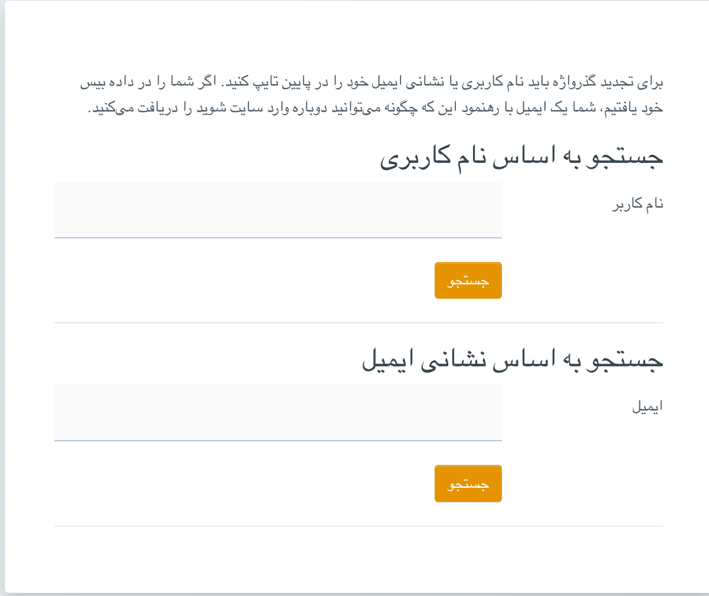 برای تجدید گذرواژه باید نام کاربری یا نشانی ایمیل خود را در پایین تایپ کنید. اگر شما را در داده بیس
خود یافتیم، شما یک ایمیل با رهنمود این که چگونه می‌توانید دوباره وارد سایت شوید را دریافت می‌کنید.
جستجو به اساس نام کاربری
نام کاربر
جستجو
جستجو به اساس نشانی ایمیل
ایمیل
جستجو